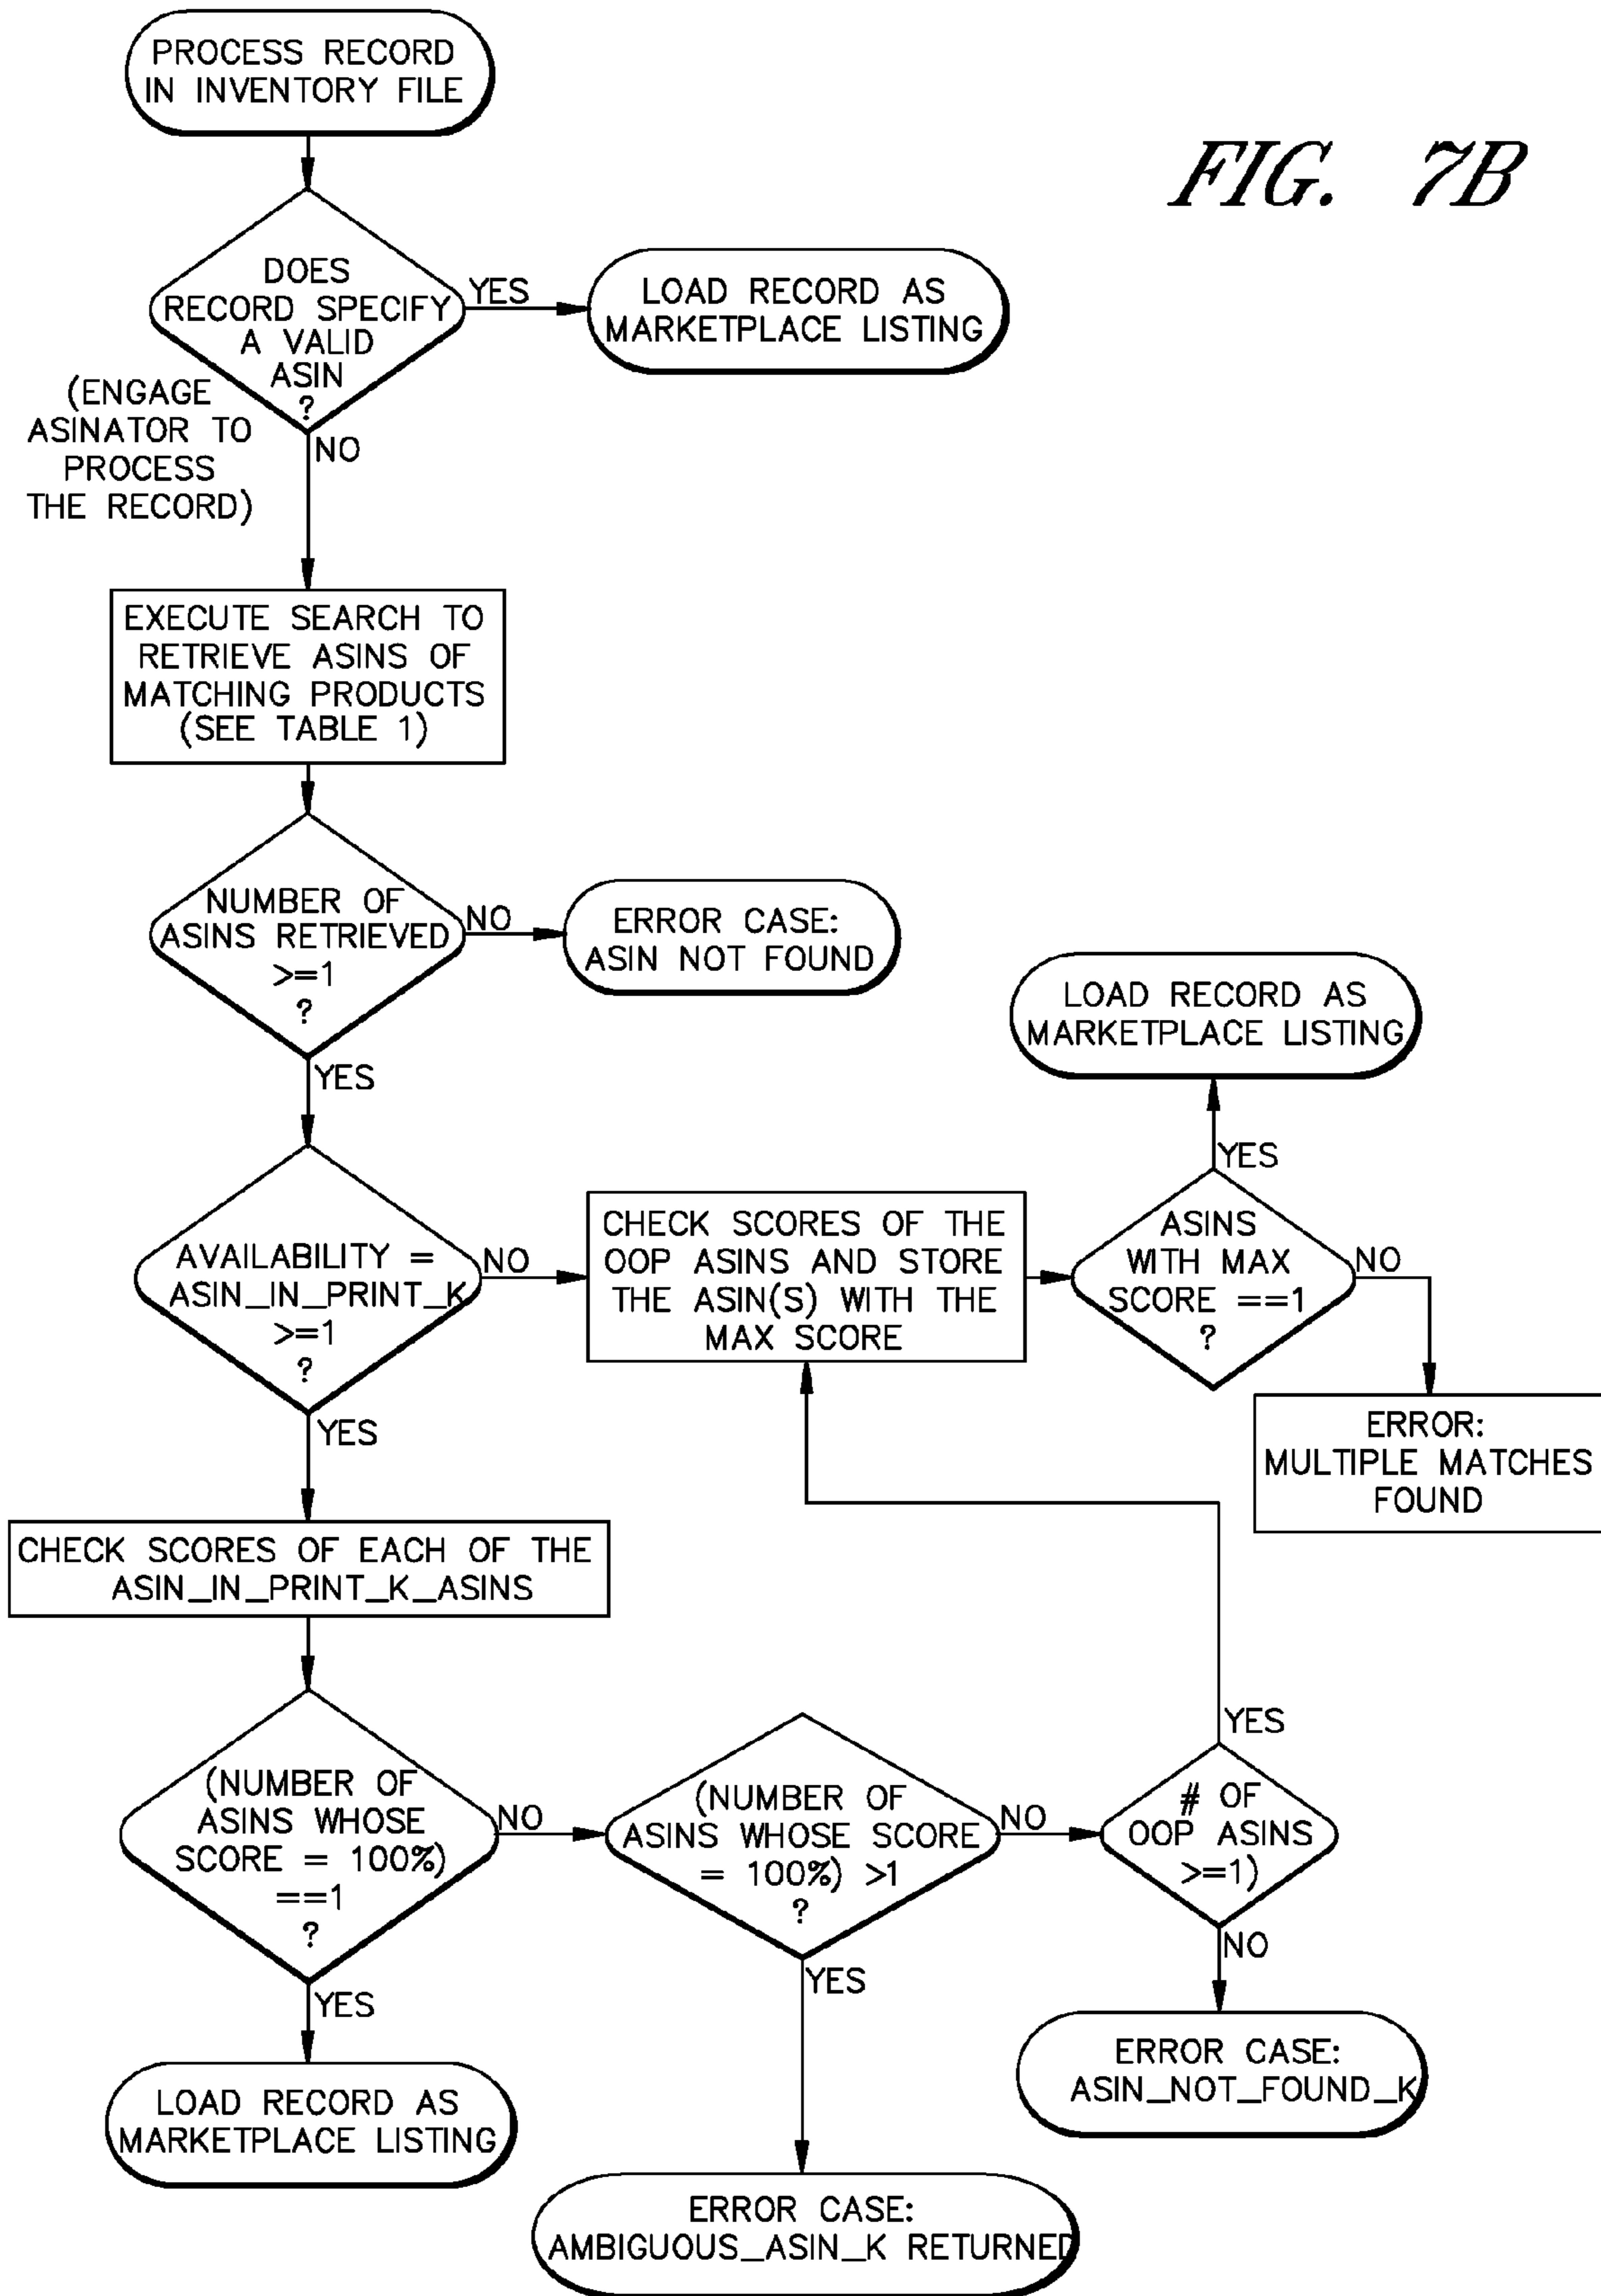 PROCESS RECORD
IN INVENTORY FILE
FIG. 7B
DOES
RECORD SPECIFY
A VALID
ASIN
?
YES
LOAD RECORD AS
MARKETPLACE LISTING
(ENGAGE
ASINATOR TO
PROCESS
THE RECORD)
NO
EXECUTE SEARCH TO
RETRIEVE ASINS OF
MATCHING PRODUCTS
(SEE TABLE 1)
NUMBER OF
ASINS RETRIEVED
>=1
?
NO
ERROR CASE:
ASIN NOT FOUND
YES
LOAD RECORD AS
MARKETPLACE LISTING
YES
AVAILABILITY =
ASIN_IN_PRINT_K
>=1
?
NO
CHECK SCORES OF THE
OOP ASINS AND STORE
THE ASIN(S) WITH THE
MAX SCORE
ASINS
WITH MAX
SCORE ==1
?
NO
ERROR:
MULTIPLE MATCHES
FOUND
YES
CHECK SCORES OF EACH OF THE
ASIN_IN_PRINT_K_ASINS
(NUMBER OF
ASINS WHOSE
SCORE = 100%)
==1
?
NO
(NUMBER OF
ASINS WHOSE SCORE
= 100%) >1
?
NO
YES
# OF
OOP ASINS
>=1)
NO
YES
YES
LOAD RECORD AS
MARKETPLACE LISTING
ERROR CASE:
ASIN_NOT_FOUND_K
ERROR CASE:
AMBIGUOUS_ASIN_K RETURNED